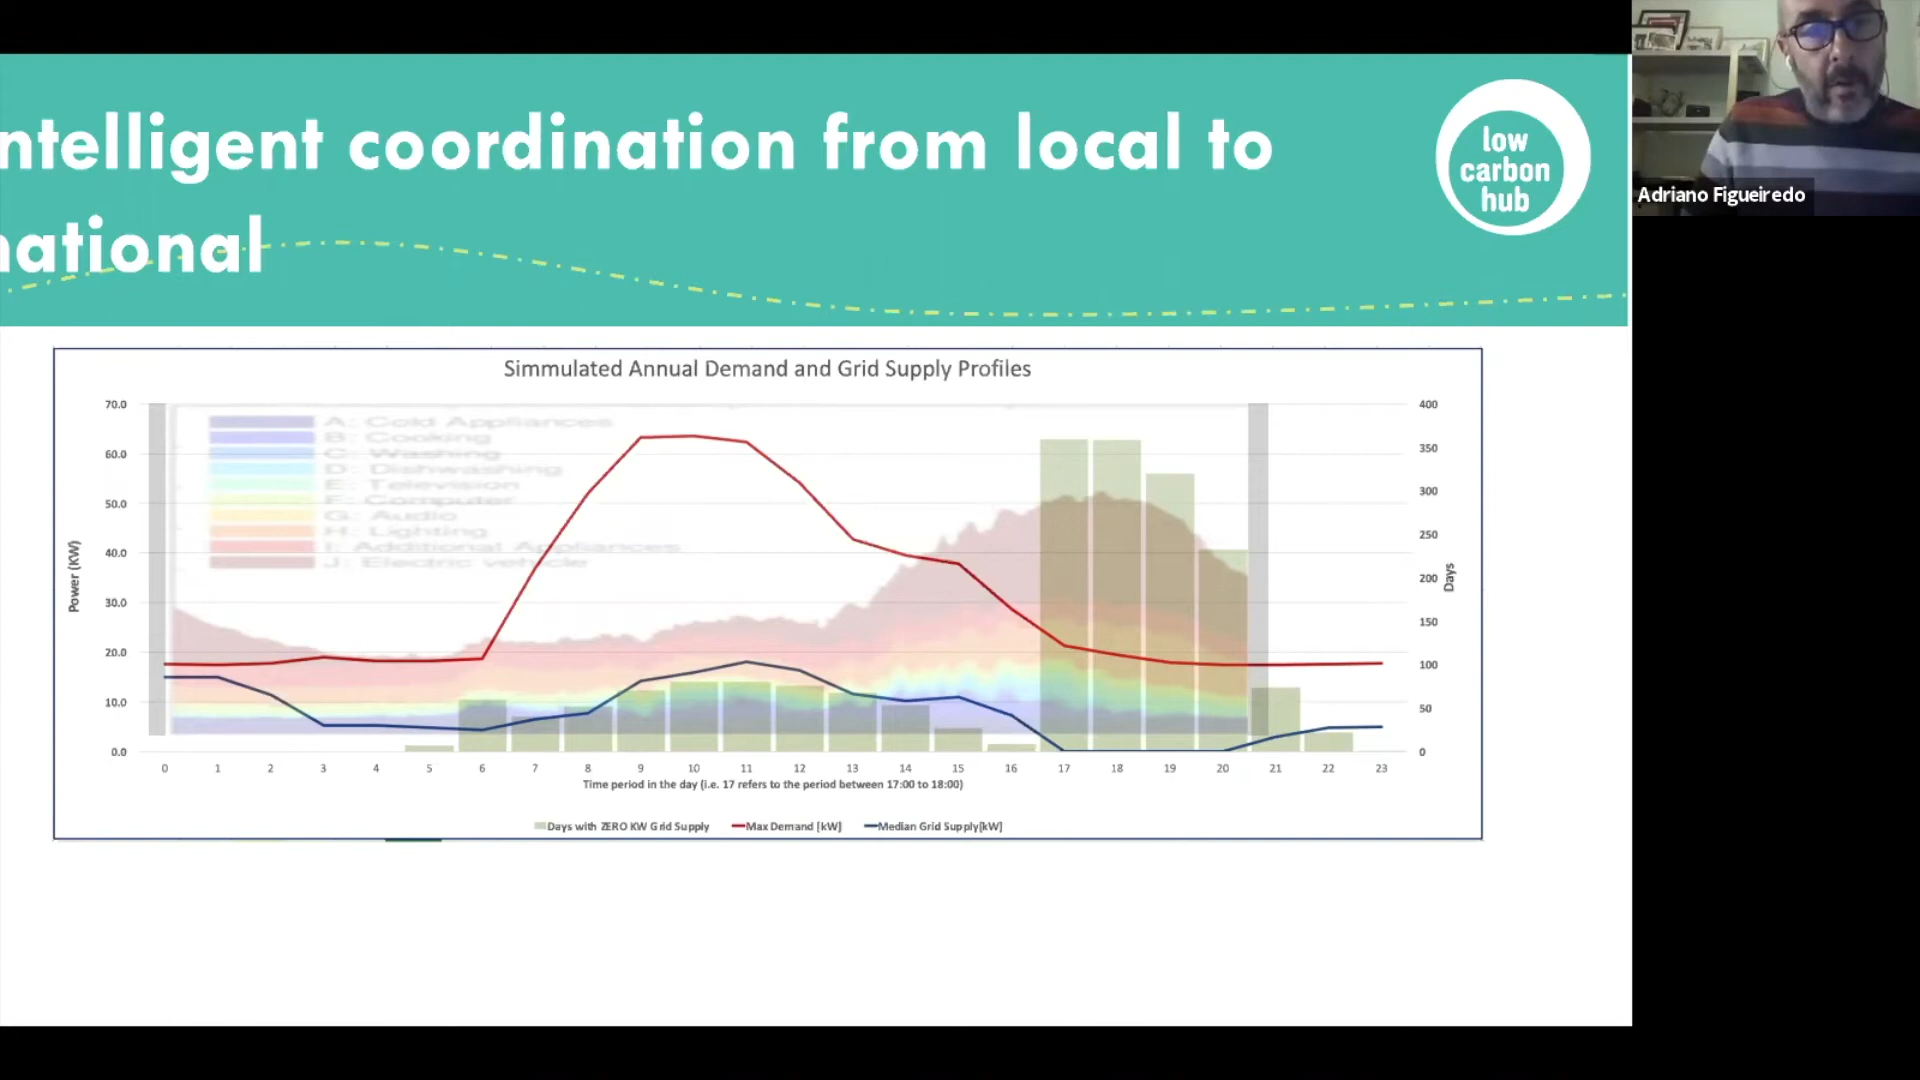 ntelligent coordination from local to
national
low
carbon
hub
Adriano Figueiredo
Simmulated Annual Demand and Grid Supply Profiles
70.0
60.0
50.0
40.0
30.0
20.0
10.0
0.0
Power (KW)
A: Cold Appliances
B: Cooking
C: Washing
D: Dishwashing
E: Television
F: Computer
G: Audio
H: Lighting
I: Additional Appliances
J: Electric vehicle
400
350
300
250
200
150
100
50
0
Days
0 1 2 3 4 5 6 7 8 9 10 11 12 13 14 15 16 17 18 19 20 21 22 23
Time period in the day (i.e. 17 refers to the period between 17:00 to 18:00)
Days with ZERO KW Grid Supply Max Demand [kW] Median Grid Supply[kW]